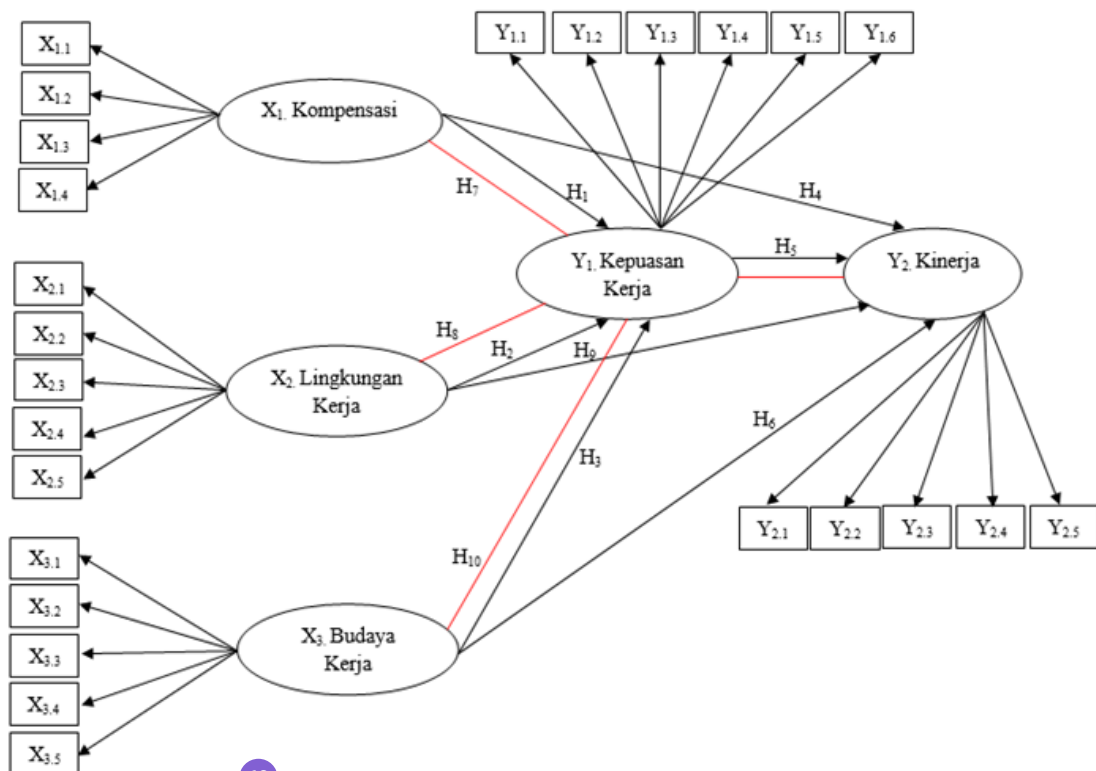 Y1.1 Y1.2 Y1.3 Y1.4 Y1.5 Y1.6
X1.1
X1.2
X1.3
X1.4
X1. Kompensasi
H7
H1
H4
Y1. Kepuasan
Kerja
H5
Y2. Kinerja
X2.1
X2.2
X2.3
X2.4
X2.5
X2. Lingkungan
Kerja
H8
H2
H9
H6
H3
H10
Y2.1 Y2.2 Y2.3 Y2.4 Y2.5
X3.1
X3.2
X3.3
X3.4
X3.5
X3. Budaya
Kerja